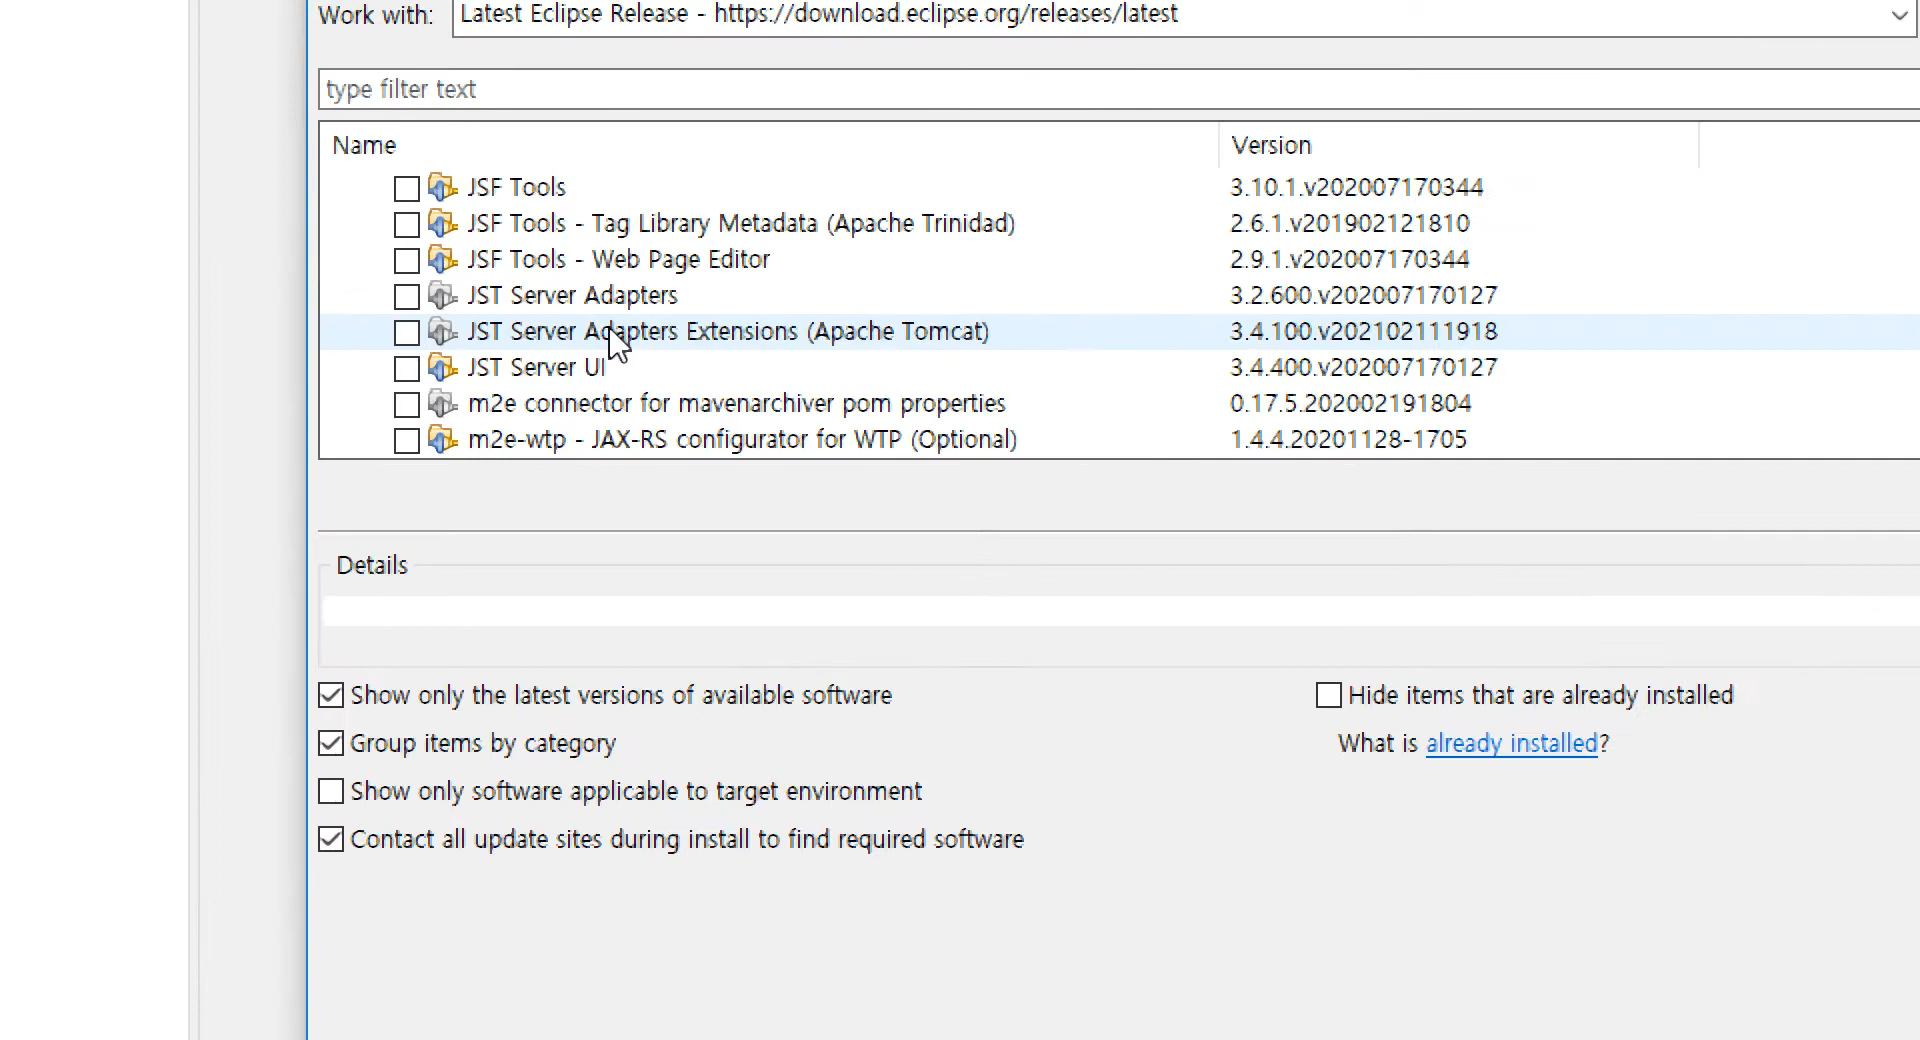 Work with: Latest Eclipse Release - https://download.eclipse.org/releases/latest
type filter text
Name Version
JSF Tools 3.10.1.v202007170344
JSF Tools - Tag Library Metadata (Apache Trinidad) 2.6.1.v201902121810
JSF Tools - Web Page Editor 2.9.1.v202007170344
JST Server Adapters 3.2.600.v202007170127
JST Server Adapters Extensions (Apache Tomcat) 3.4.100.v202102111918
JST Server UI 3.4.400.v202007170127
m2e connector for mavenarchiver pom properties 0.17.5.202002191804
m2e-wtp - JAX-RS configurator for WTP (Optional) 1.4.4.20201128-1705
Details
Show only the latest versions of available software Hide items that are already installed
Group items by category What is already installed?
Show only software applicable to target environment
Contact all update sites during install to find required software